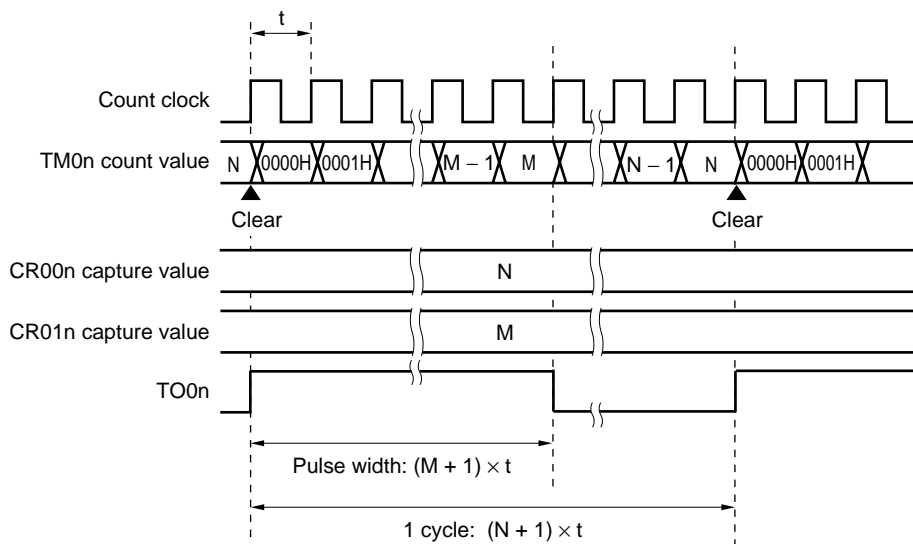 t
Count clock
TM0n count value N 0000H 0001H M – 1 M N – 1 N 0000H 0001H
Clear Clear
CR00n capture value N
CR01n capture value M
TO0n
Pulse width: (M + 1) × t
1 cycle: (N + 1) × t